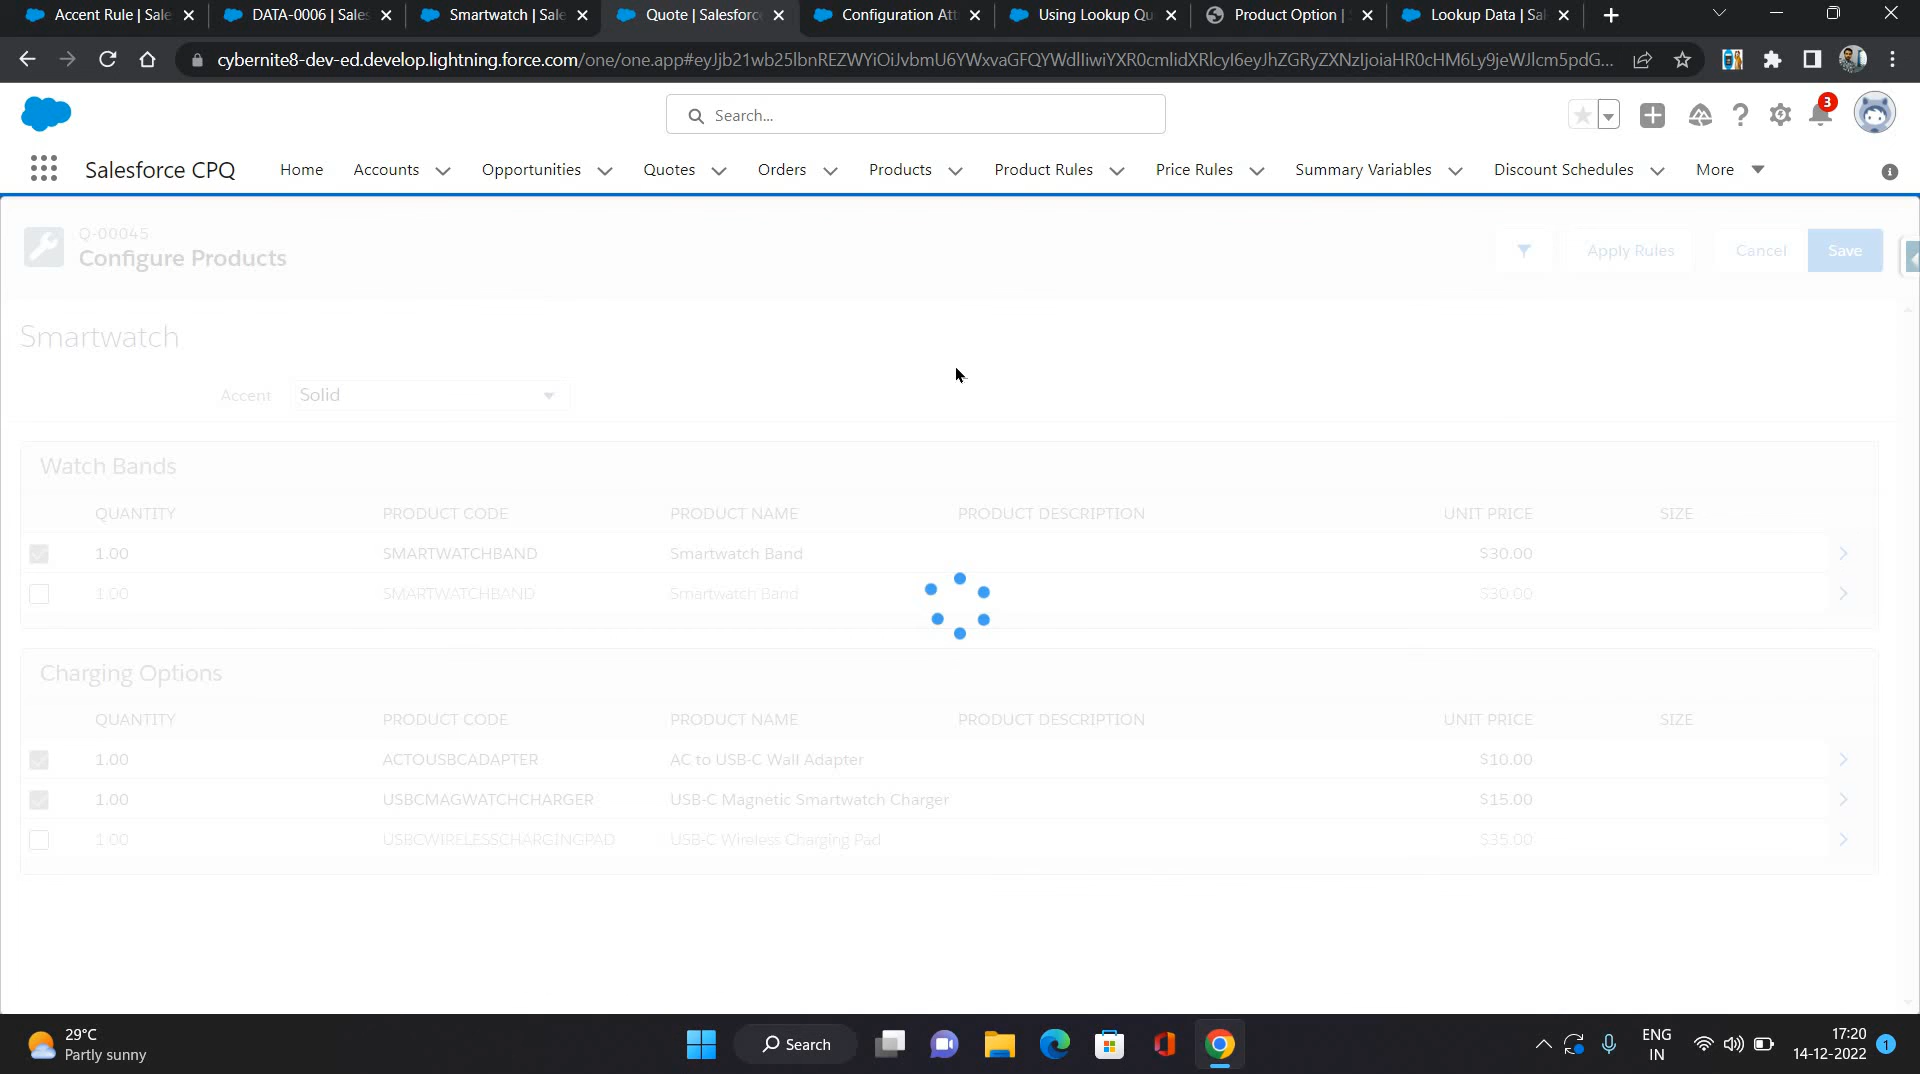 Accent Rule | Sale
DATA-0006 | Sales
Smartwatch | Sale
Quote | Salesforc
Configuration Att
Using Lookup Qu
Product Option | S
Lookup Data | Sal
cybernite8-dev-ed.develop.lightning.force.com/one/one.app#eyJjb21wb25lbnREZWYiOiJvbmU6YWxvaGFQYWdlIiwiYXR0cmlidXRlcyI6eyJhZGRyZXNzIjoiaHR0cHM6Ly9jeWJlcm5pdG...
Search...
3
Salesforce CPQ Home Accounts Opportunities Quotes Orders Products Product Rules Price Rules Summary Variables Discount Schedules More
Q-00045
Configure Products
Apply Rules Cancel Save
Smartwatch
Accent Solid
Watch Bands
QUANTITY PRODUCT CODE PRODUCT NAME PRODUCT DESCRIPTION UNIT PRICE SIZE
1.00 SMARTWATCHBAND Smartwatch Band $30.00
1.00 SMARTWATCHBAND Smartwatch Band $30.00
Charging Options
QUANTITY PRODUCT CODE PRODUCT NAME PRODUCT DESCRIPTION UNIT PRICE SIZE
1.00 ACTOUSBCADAPTER AC to USB-C Wall Adapter $10.00
1.00 USBCMAGWATCHCHARGER USB-C Magnetic Smartwatch Charger $15.00
1.00 USBCWIRELESSCHARGINGPAD USB-C Wireless Charging Pad $35.00
29°C
Partly sunny
Search
ENG
IN
17:20
14-12-2022
1